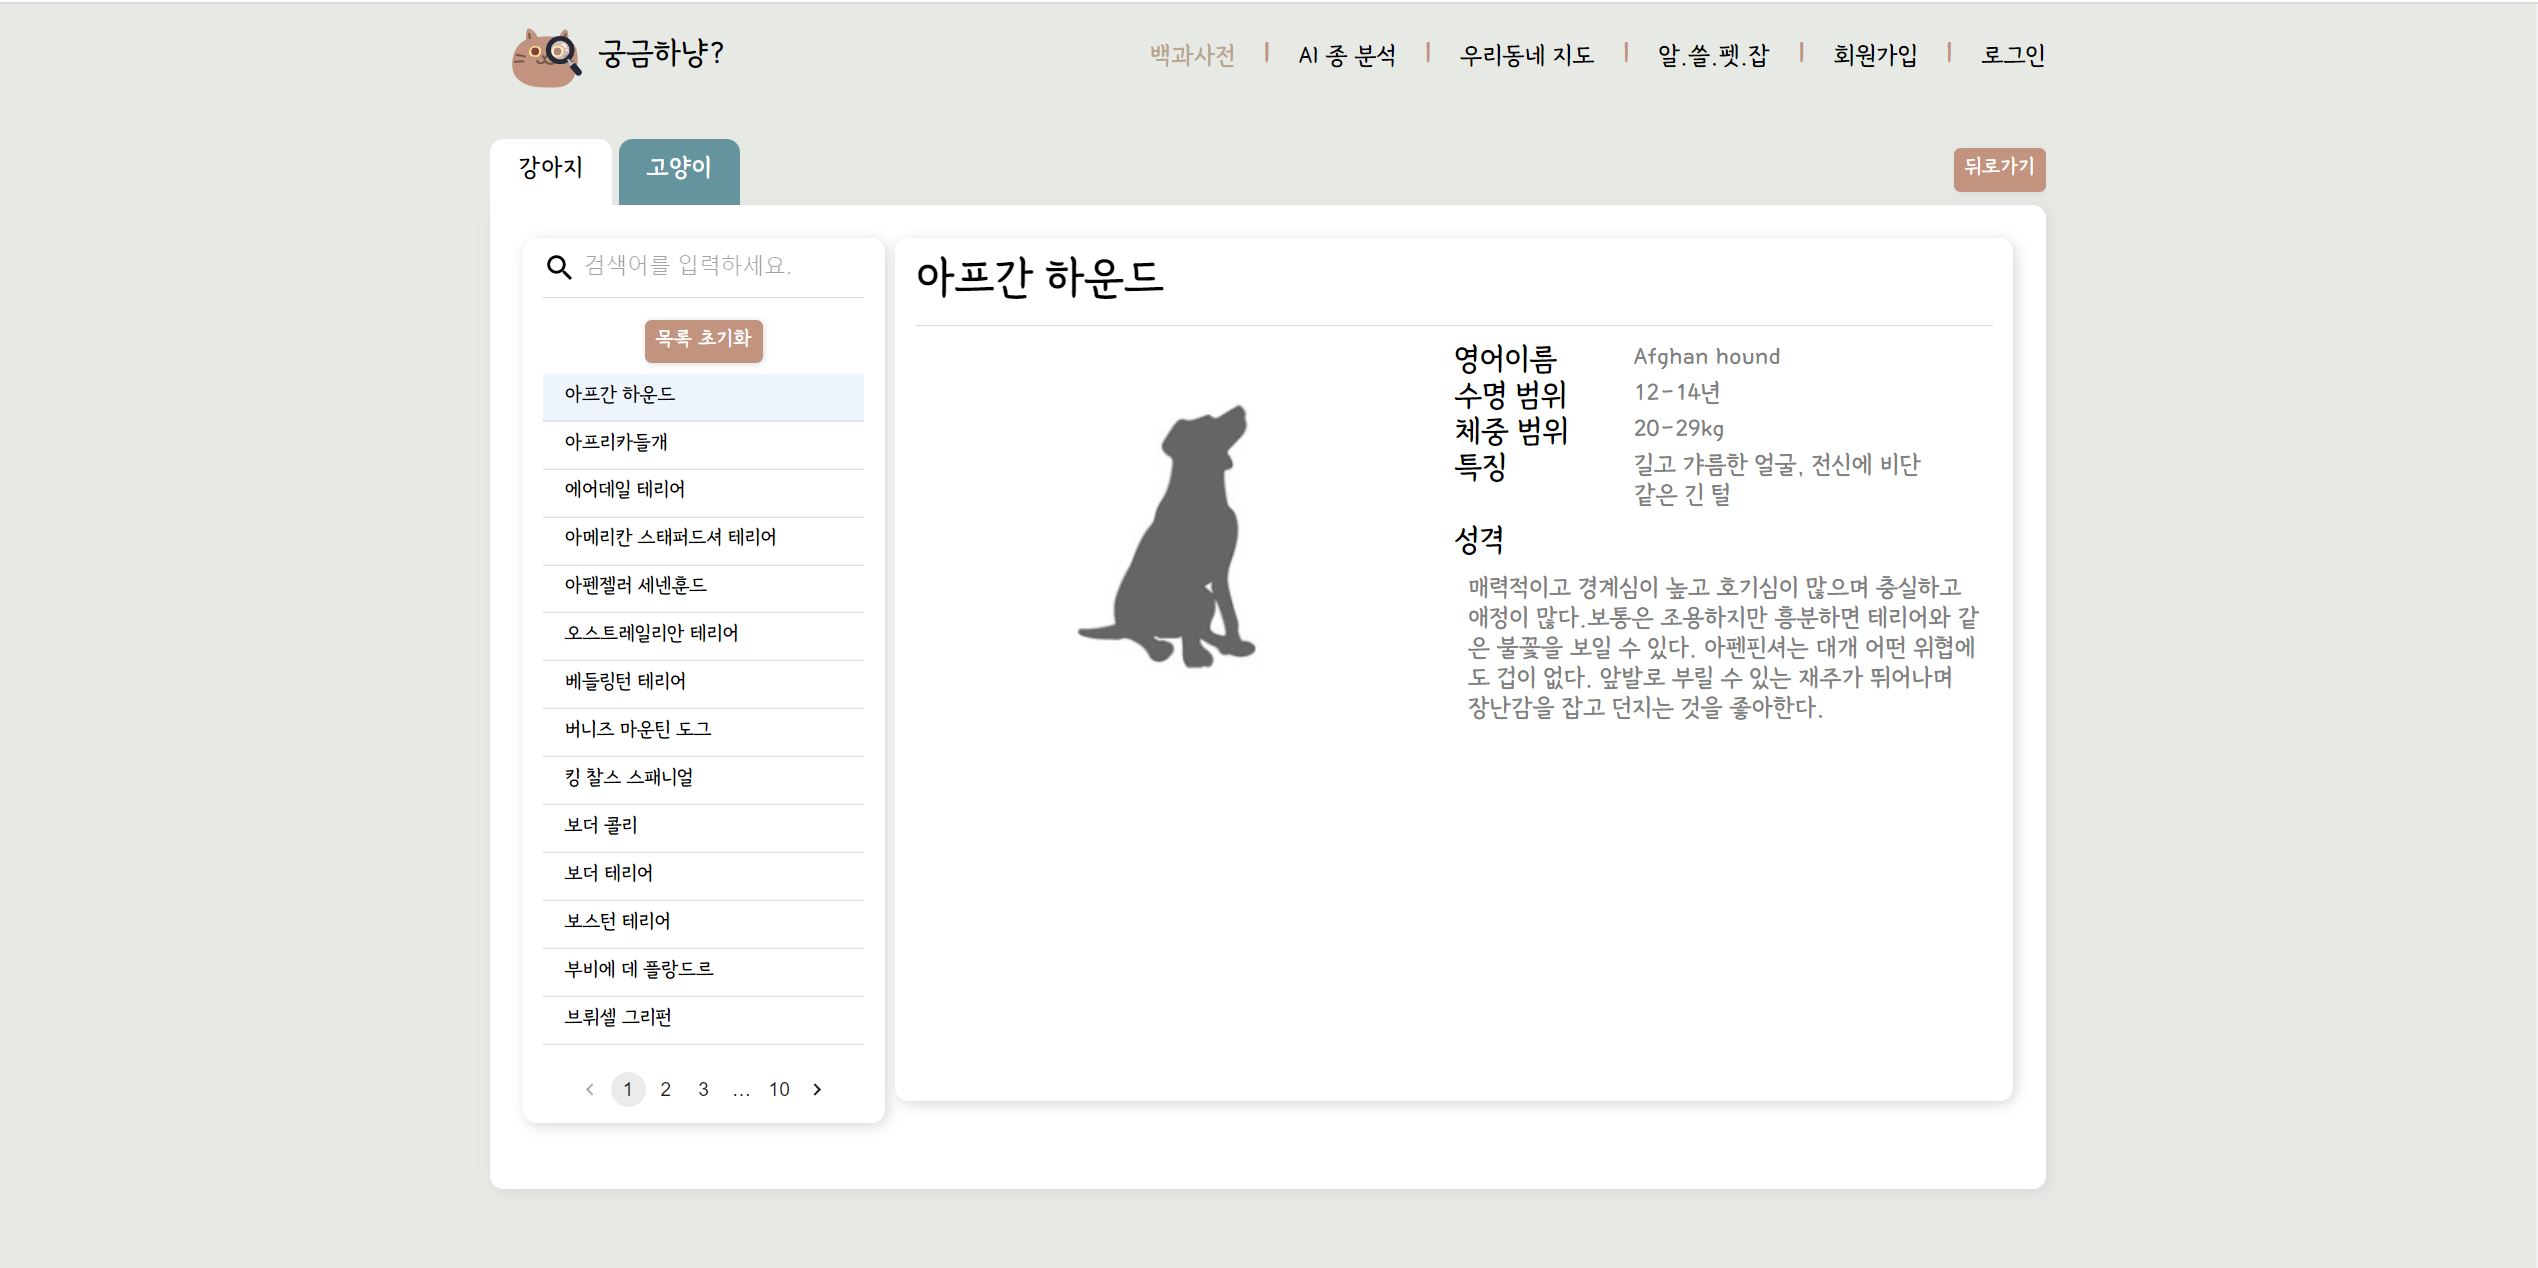 궁금하냥?
백과사전 | AI 종 분석 | 우리동네 지도 | 알.쓸.펫.잡 | 회원가입 | 로그인
강아지
고양이
뒤로가기
검색어를 입력하세요.
목록 초기화
아프간 하운드
아프리카들개
에어데일 테리어
아메리칸 스태퍼드셔 테리어
아펜젤러 세넨훈드
오스트레일리안 테리어
베들링턴 테리어
버니즈 마운틴 도그
킹 찰스 스패니얼
보더 콜리
보더 테리어
보스턴 테리어
부비에 데 플랑드르
브뤼셀 그리펀
1 2 3 ... 10
아프간 하운드
영어이름 Afghan hound
수명 범위 12-14년
체중 범위 20-29kg
특징 길고 갸름한 얼굴, 전신에 비단
같은 긴 털
성격
매력적이고 경계심이 높고 호기심이 많으며 충실하고
애정이 많다.보통은 조용하지만 흥분하면 테리어와 같
은 불꽃을 보일 수 있다. 아펜핀셔는 대개 어떤 위협에
도 겁이 없다. 앞발로 부릴 수 있는 재주가 뛰어나며
장난감을 잡고 던지는 것을 좋아한다.